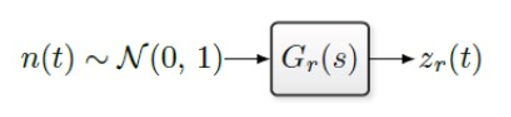 n(t) ∼ 𝒩(0, 1) G_r(s) z_r(t)